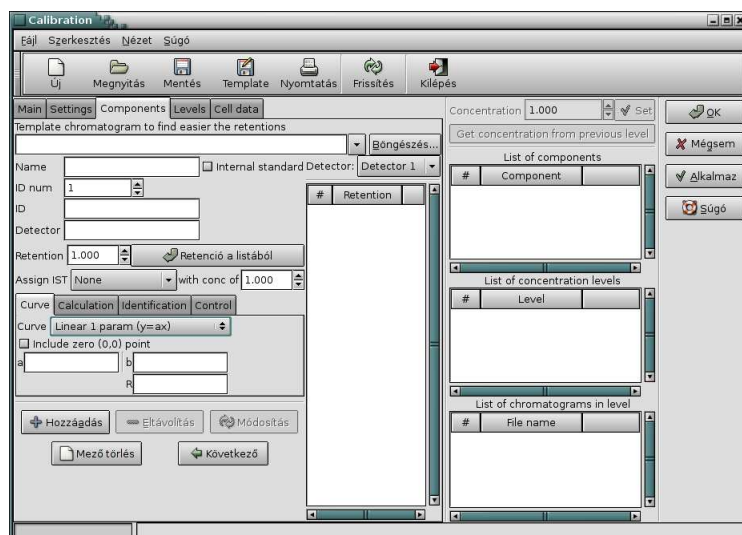 Calibration
Fájl Szerkesztés Nézet Súgó
Új Megnyitás Mentés Template Nyomtatás Frissítés Kilépés
Main Settings Components Levels Cell data
Template chromatogram to find easier the retentions
Böngészés...
Name Internal standard Detector: Detector 1
ID num 1
ID
Detector
Retention 1.000 Retenció a listából
Assign IST None with conc of 1.000
# Retention
Curve Calculation Identification Control
Curve Linear 1 param (y=ax)
Include zero (0,0) point
a b
R
Hozzáadás Eltávolítás Módosítás
Mező törlés Következő
Concentration 1.000 Set
Get concentration from previous level
List of components
# Component
List of concentration levels
# Level
List of chromatograms in level
# File name
OK
Mégsem
Alkalmaz
Súgó